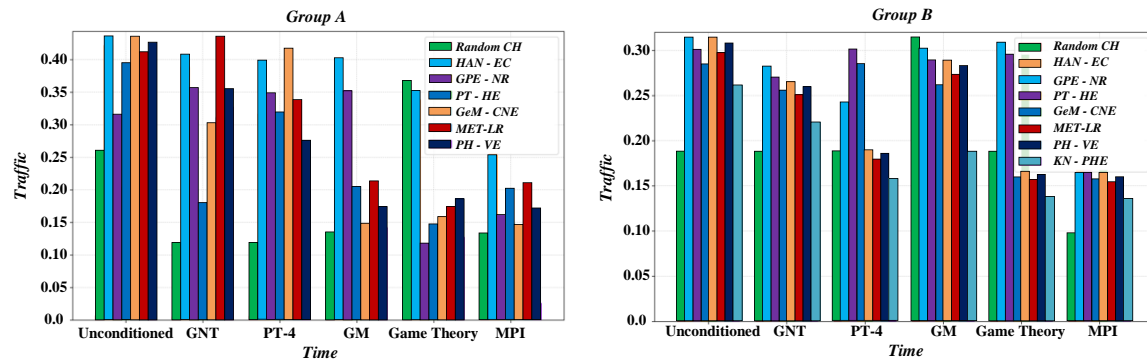 Group A
Traffic
0.40
0.35
0.30
0.25
0.20
0.15
0.10
0.05
0.0
Random CH
HAN - EC
GPE - NR
PT - HE
GeM - CNE
MET-LR
PH - VE
Unconditioned GNT PT-4 GM Game Theory MPI
Time
Group B
Traffic
0.30
0.25
0.20
0.15
0.10
0.05
0.00
Random CH
HAN - EC
GPE - NR
PT - HE
GeM - CNE
MET-LR
PH - VE
KN - PHE
Unconditioned GNT PT-4 GM Game Theory MPI
Time